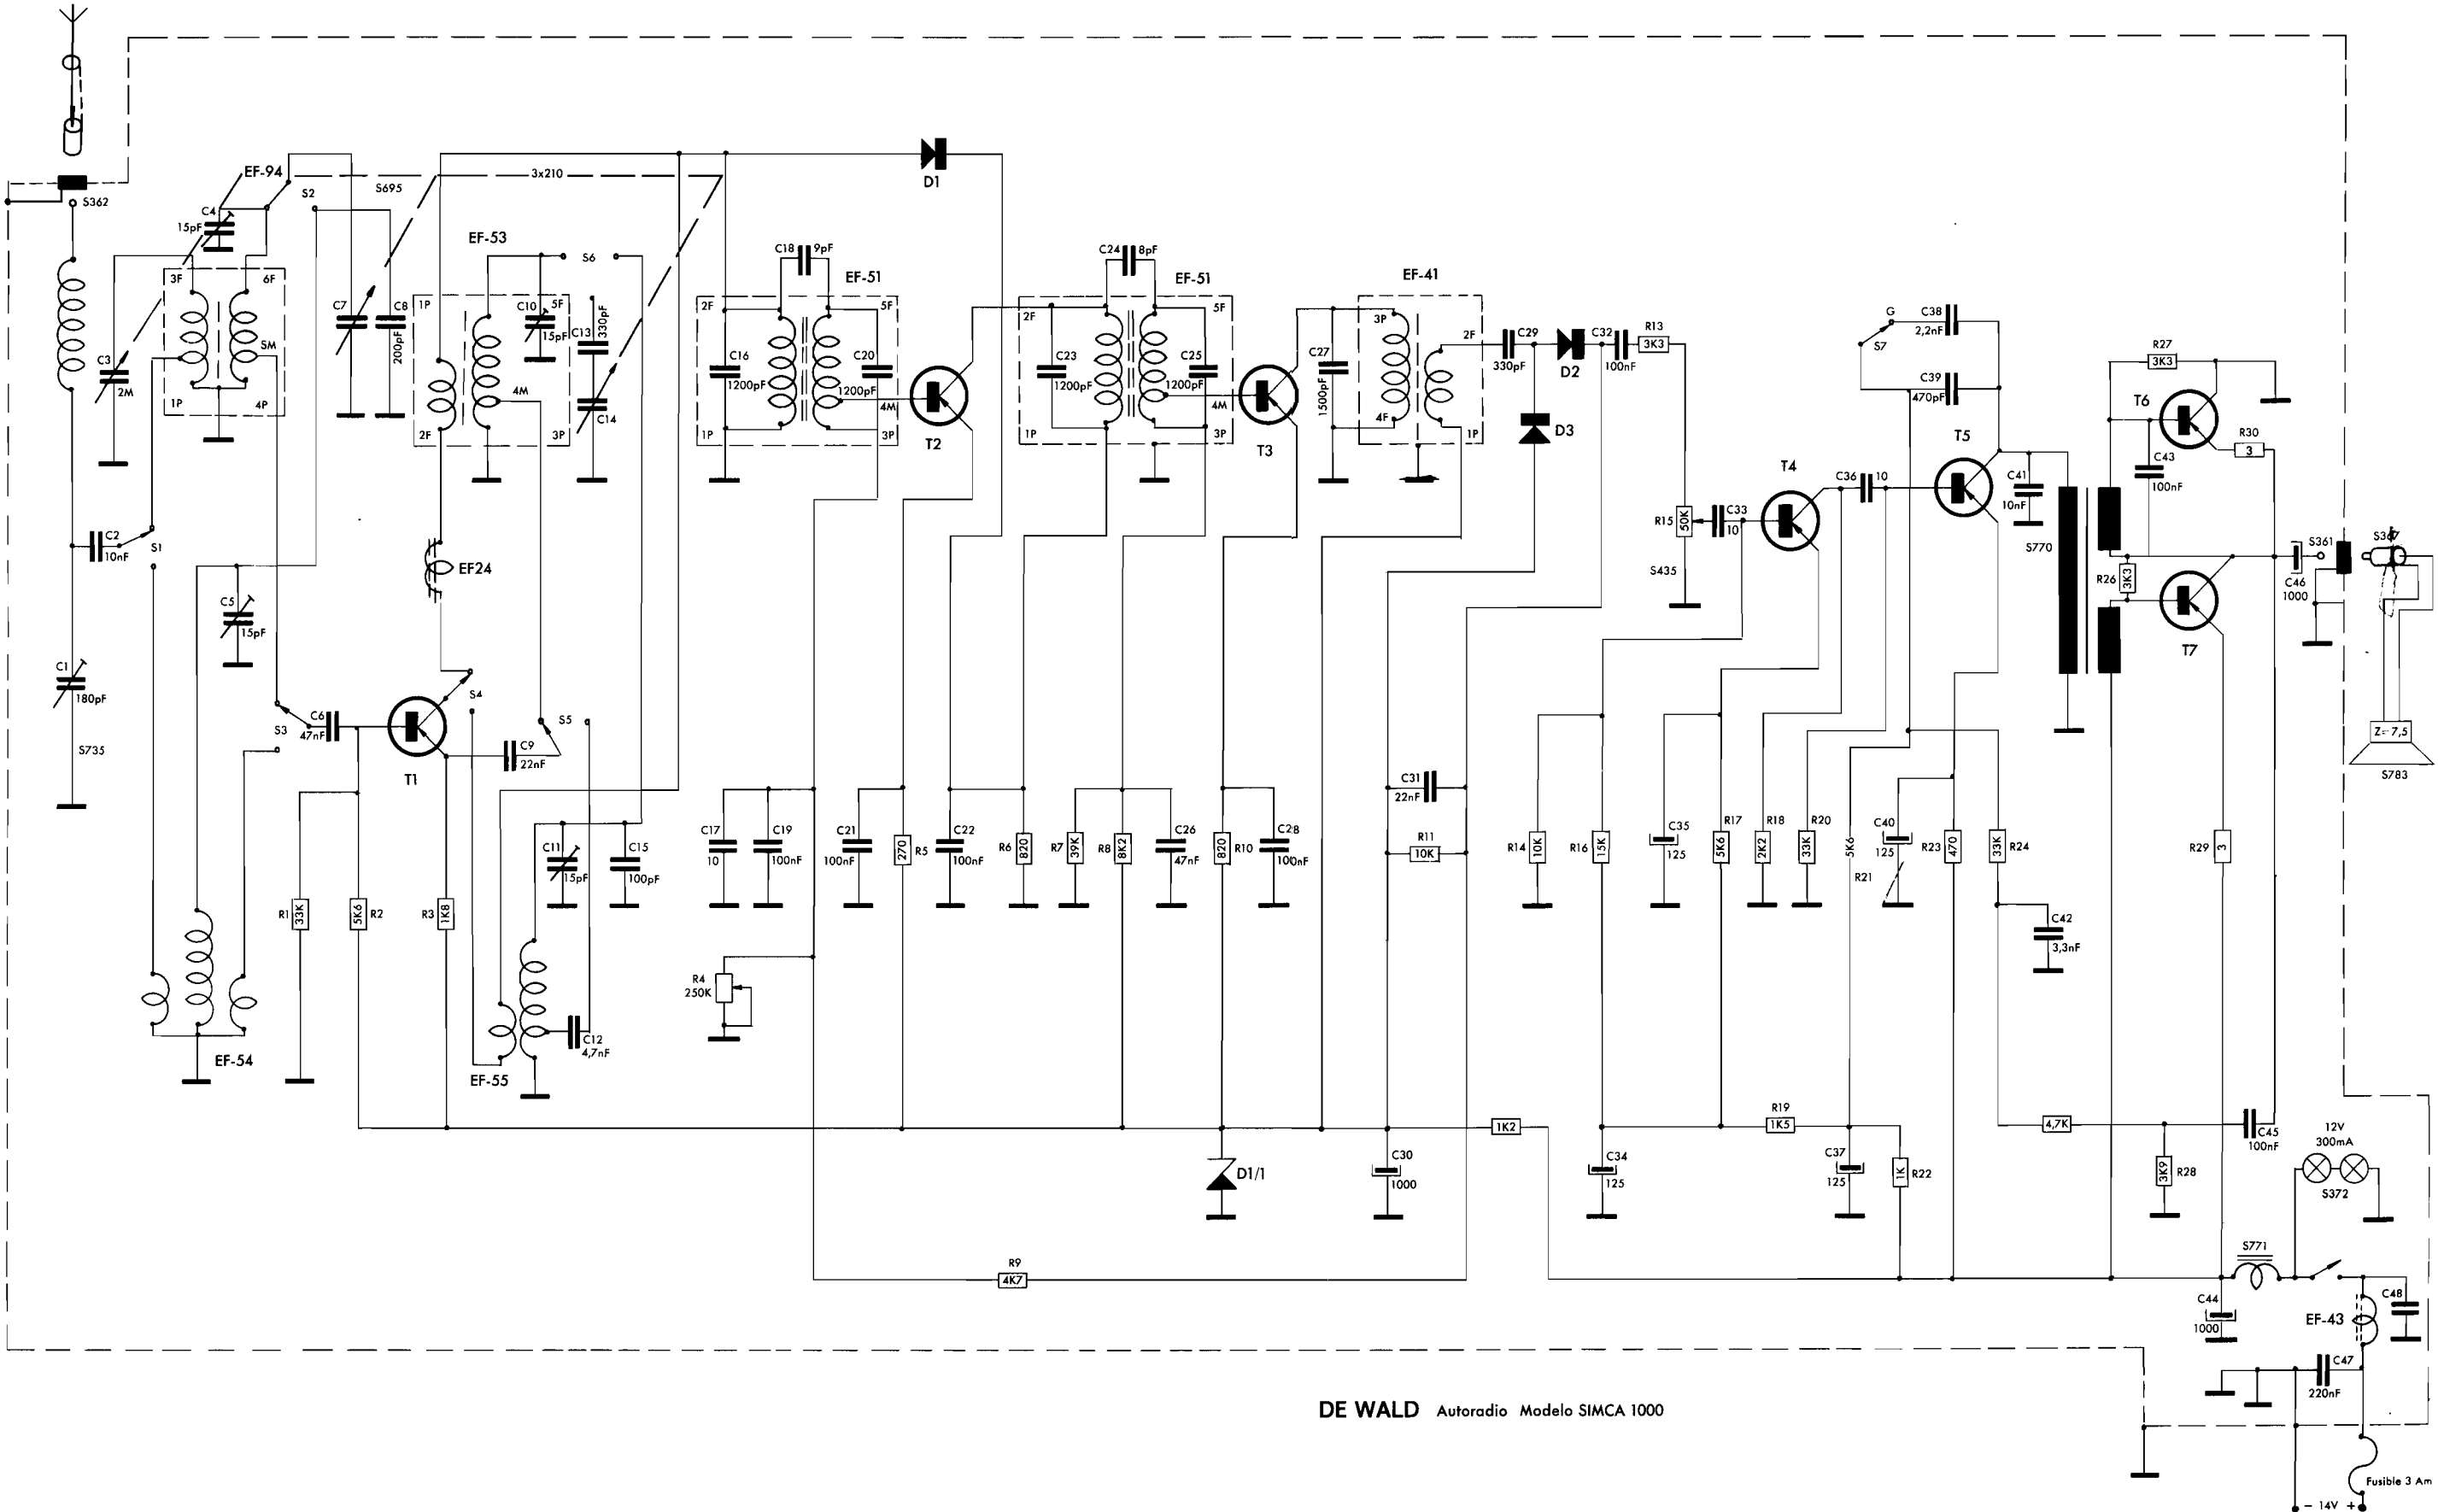 EF-94
3x210
S695
S2
S362
C4
15pF
D1
EF-53
S6
C18
9pF
EF-51
C24
8pF
EF-51
EF-41
3F
6F
SM
1P
4P
C3
2M
C7
C8
200pF
1P
C10
5F
15pF
C13
330pF
4M
2F
3P
C14
2F
5F
C16
1200pF
C20
1200pF
4M
1P
3P
T2
2F
5F
C23
1200pF
C25
1200pF
4M
1P
3P
T3
C27
1500pF
3P
2F
4F
1P
C29
330pF
D2
C32
100nF
R13
3K3
D3
G
S7
C38
2,2nF
C39
470pF
R27
3K3
T6
R30
3
C43
100nF
T4
C36
10
T5
C41
10nF
R15
50K
C33
10
S435
S770
R26
3K3
T7
C46
1000
S361
S367
C2
10nF
S1
C5
15pF
EF24
C1
180pF
S735
S3
C6
47nF
T1
S4
C9
22nF
S5
Z=7,5
S783
C11
15pF
C15
100pF
C17
10
C19
100nF
C21
100nF
270
R5
C22
100nF
R6
820
R7
39K
R8
8K2
C26
47nF
820
R10
C28
100nF
C31
22nF
R11
10K
R14
10K
R16
15K
C35
125
R17
5K6
R18
2K2
R20
33K
5K6
R21
C40
125
R23
470
33K
R24
R29
3
R1
33K
5K6
R2
R3
1K8
C42
3,3nF
R4
250K
C12
4,7nF
EF-54
EF-55
1K2
R19
1K5
4,7K
C45
100nF
12V
300mA
D1/1
C30
1000
C34
125
C37
125
1K
R22
3K9
R28
S372
R9
4K7
S771
C44
1000
EF-43
C48
C47
220nF
DE WALD Autoradio Modelo SIMCA 1000
Fusible 3 Am
- 14V +